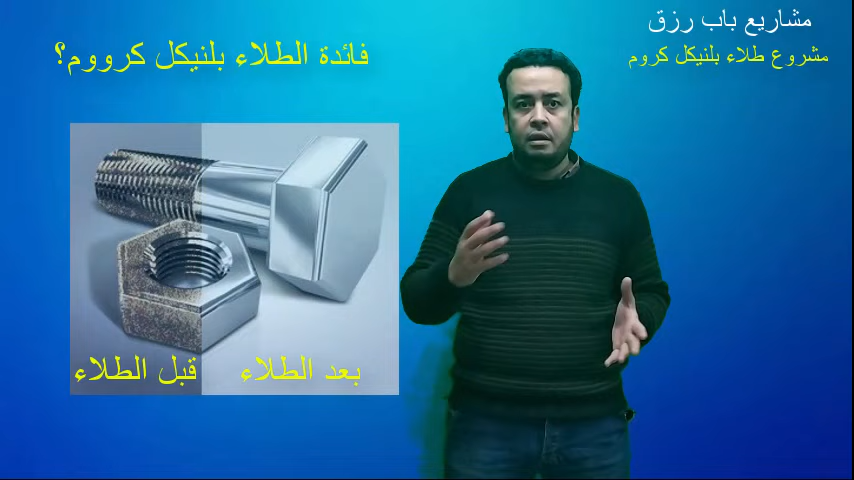 مشاريع باب رزق
مشروع طلاء بلنيكل كروم
فائدة الطلاء بلنيكل كرووم؟
قبل الطلاء
بعد الطلاء